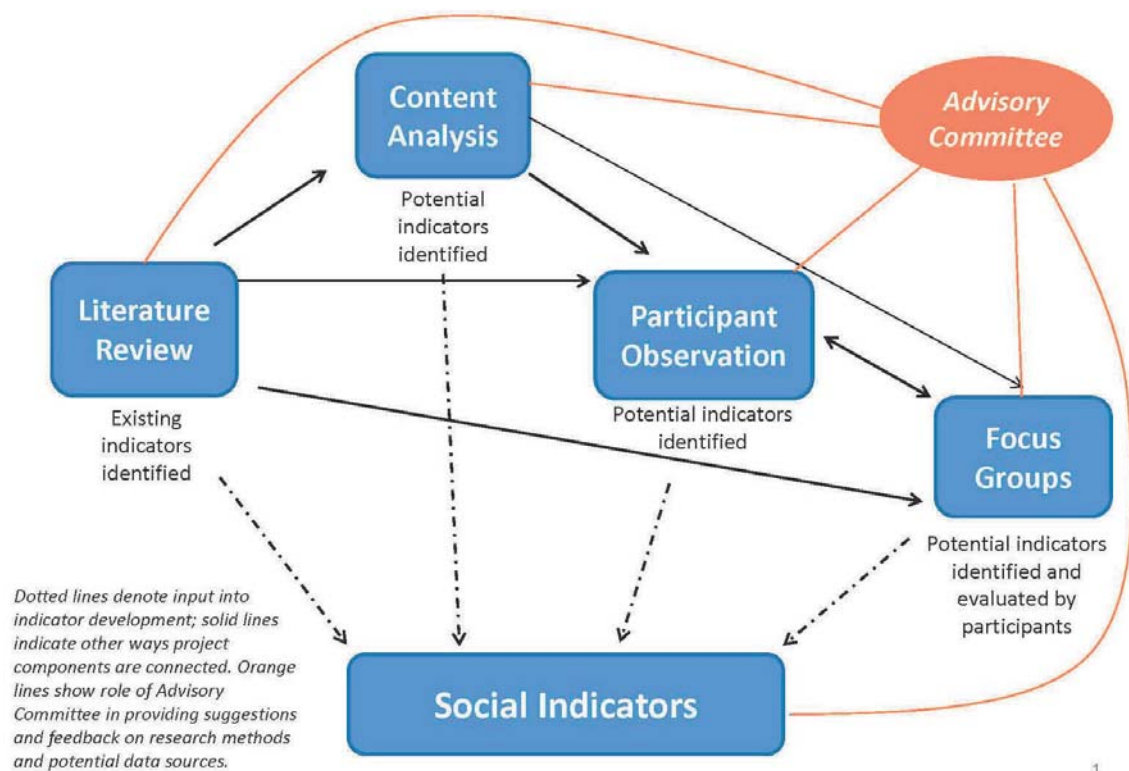 Content
Analysis
Advisory
Committee
Potential
indicators
identified
Literature
Review
Participant
Observation
Existing
indicators
identified
Potential indicators
identified
Focus
Groups
Potential indicators
identified and
evaluated by
participants
Dotted lines denote input into
indicator development; solid lines
indicate other ways project
components are connected. Orange
lines show role of Advisory
Committee in providing suggestions
and feedback on research methods
and potential data sources.
Social Indicators
1